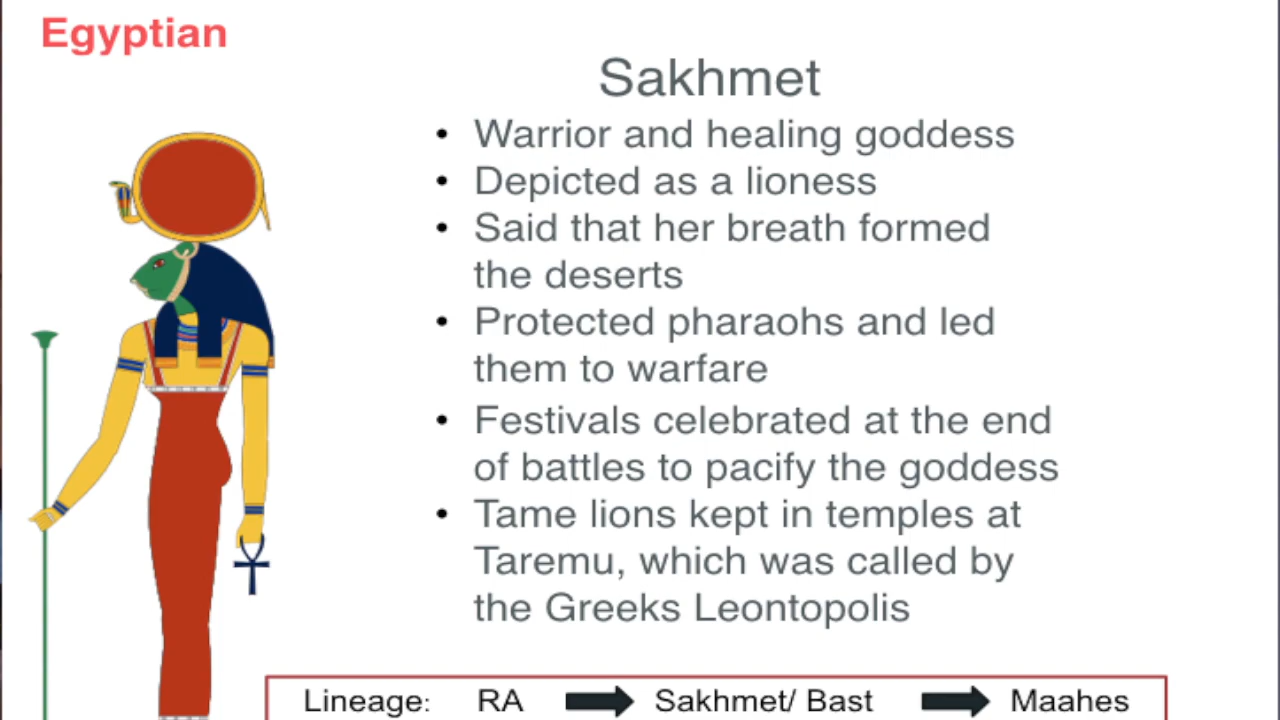 Egyptian
Sakhmet
• Warrior and healing goddess
• Depicted as a lioness
• Said that her breath formed
the deserts
• Protected pharaohs and led
them to warfare
• Festivals celebrated at the end
of battles to pacify the goddess
• Tame lions kept in temples at
Taremu, which was called by
the Greeks Leontopolis
Lineage: RA Sakhmet/ Bast Maahes